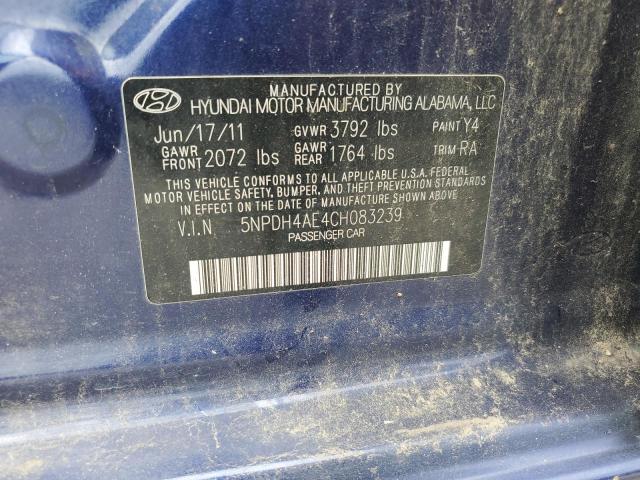 MANUFACTURED BY
HYUNDAI MOTOR MANUFACTURING ALABAMA, LLC
Jun/17/11 GVWR 3792 lbs PAINT Y4
GAWR FRONT 2072 lbs GAWR REAR 1764 lbs TRIM RA
THIS VEHICLE CONFORMS TO ALL APPLICABLE U.S.A. FEDERAL
MOTOR VEHICLE SAFETY, BUMPER, AND THEFT PREVENTION STANDARDS
IN EFFECT ON THE DATE OF MANUFACTURE SHOWN ABOVE
V.I.N 5NPDH4AE4CH083239
PASSENGER CAR